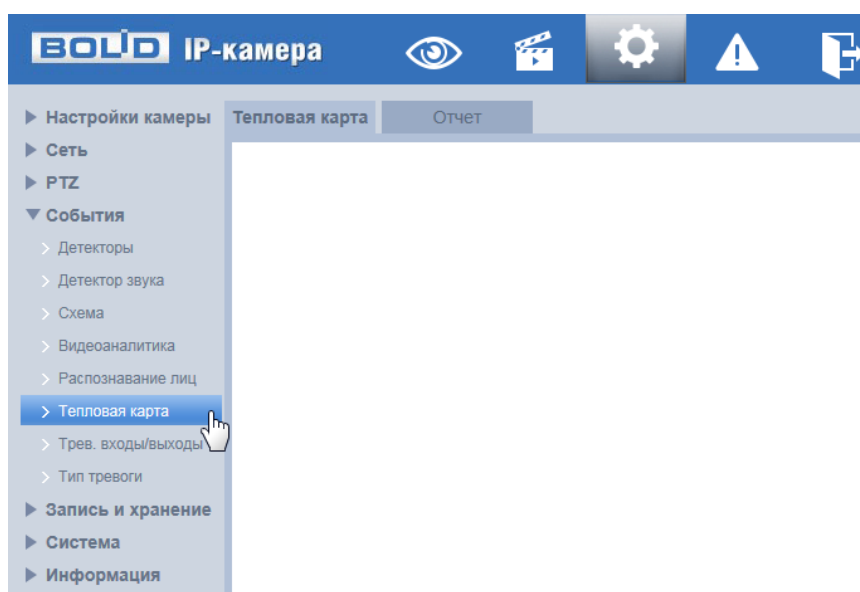 BOLID IP-камера
Настройки камеры
Сеть
PTZ
События
Детекторы
Детектор звука
Схема
Видеоаналитика
Распознавание лиц
Тепловая карта
Трев. входы/выходы
Тип тревоги
Запись и хранение
Система
Информация
Тепловая карта Отчет